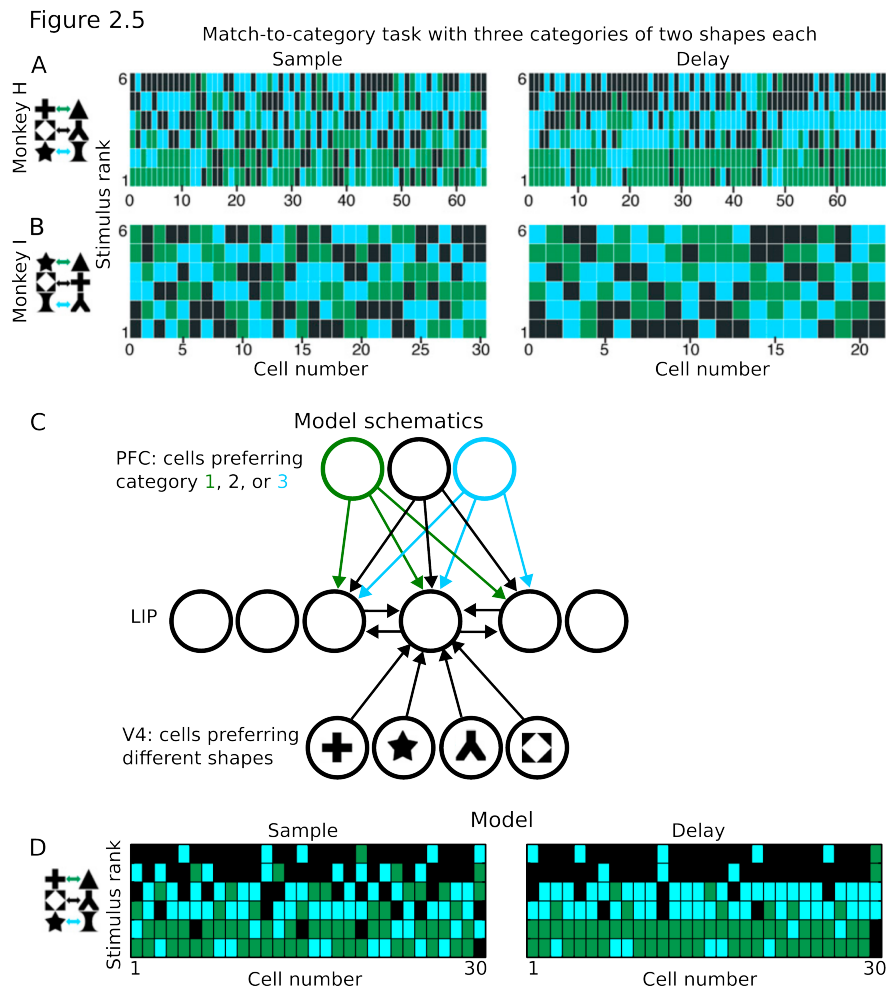 Figure 2.5
Match-to-category task with three categories of two shapes each
Sample
Delay
A
Monkey H
Stimulus rank
6
1
0 10 20 30 40 50 60
6
1
0 10 20 30 40 50 60
B
Monkey I
6
1
0 5 10 15 20 25 30
Cell number
6
1
0 5 10 15 20
Cell number
C
Model schematics
PFC: cells preferring
category 1, 2, or 3
LIP
V4: cells preferring
different shapes
Model
D
Sample
Delay
Stimulus rank
1 30
Cell number
1 30
Cell number